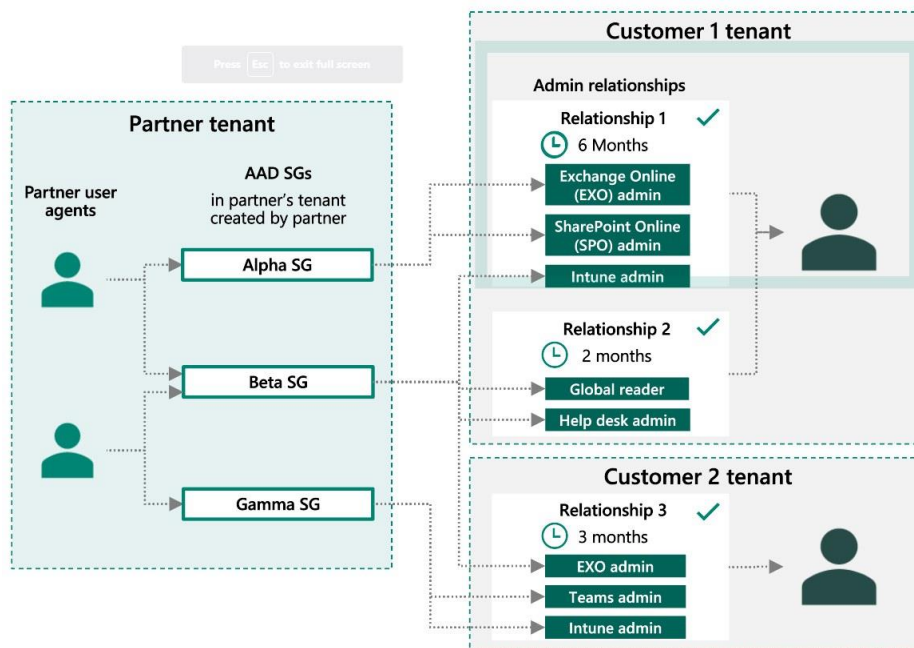 Press Esc to exit full screen
Partner tenant
Partner user
agents
AAD SGs
in partner's tenant
created by partner
Alpha SG
Beta SG
Gamma SG
Customer 1 tenant
Admin relationships
Relationship 1
6 Months
Exchange Online
(EXO) admin
SharePoint Online
(SPO) admin
Intune admin
Relationship 2
2 months
Global reader
Help desk admin
Customer 2 tenant
Relationship 3
3 months
EXO admin
Teams admin
Intune admin